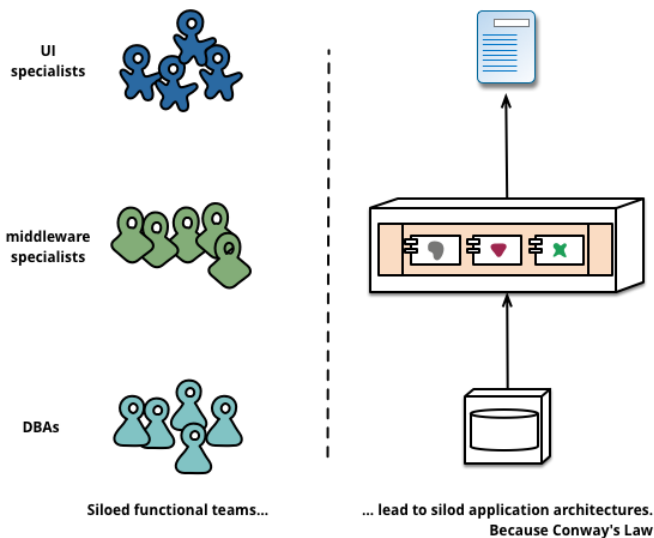 UI
specialists
middleware
specialists
DBAs
Siloed functional teams...
... lead to silod application architectures.
Because Conway's Law